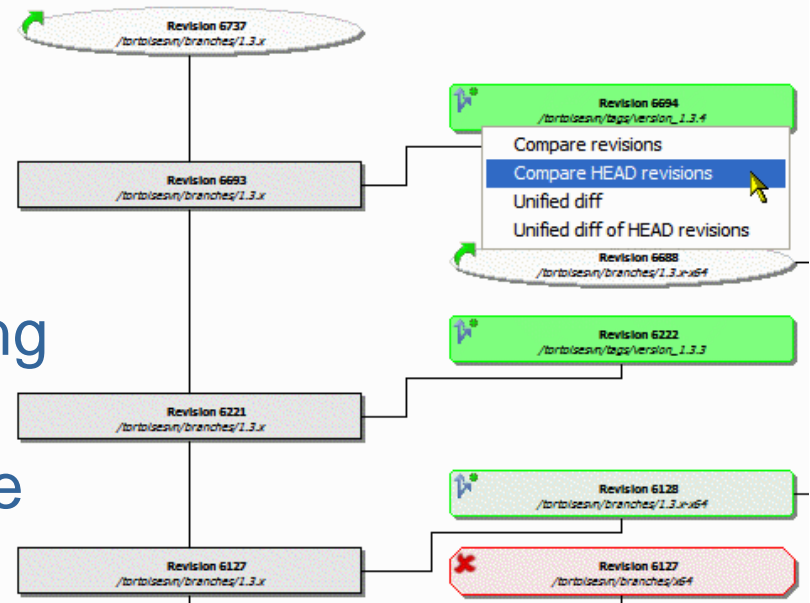 Revision 6737
/tortoisesvn/branches/1.3.x
Revision 6694
/tortoisesvn/tags/version_1.3.4
Compare revisions
Compare HEAD revisions
Unified diff
Unified diff of HEAD revisions
Revision 6693
/tortoisesvn/branches/1.3.x
Revision 6688
/tortoisesvn/branches/1.3.x-x64
ng
Revision 6222
/tortoisesvn/tags/version_1.3.3
Revision 6221
/tortoisesvn/branches/1.3.x
e
Revision 6128
/tortoisesvn/branches/1.3.x-x64
Revision 6127
/tortoisesvn/branches/1.3.x
Revision 6127
/tortoisesvn/branches/x64